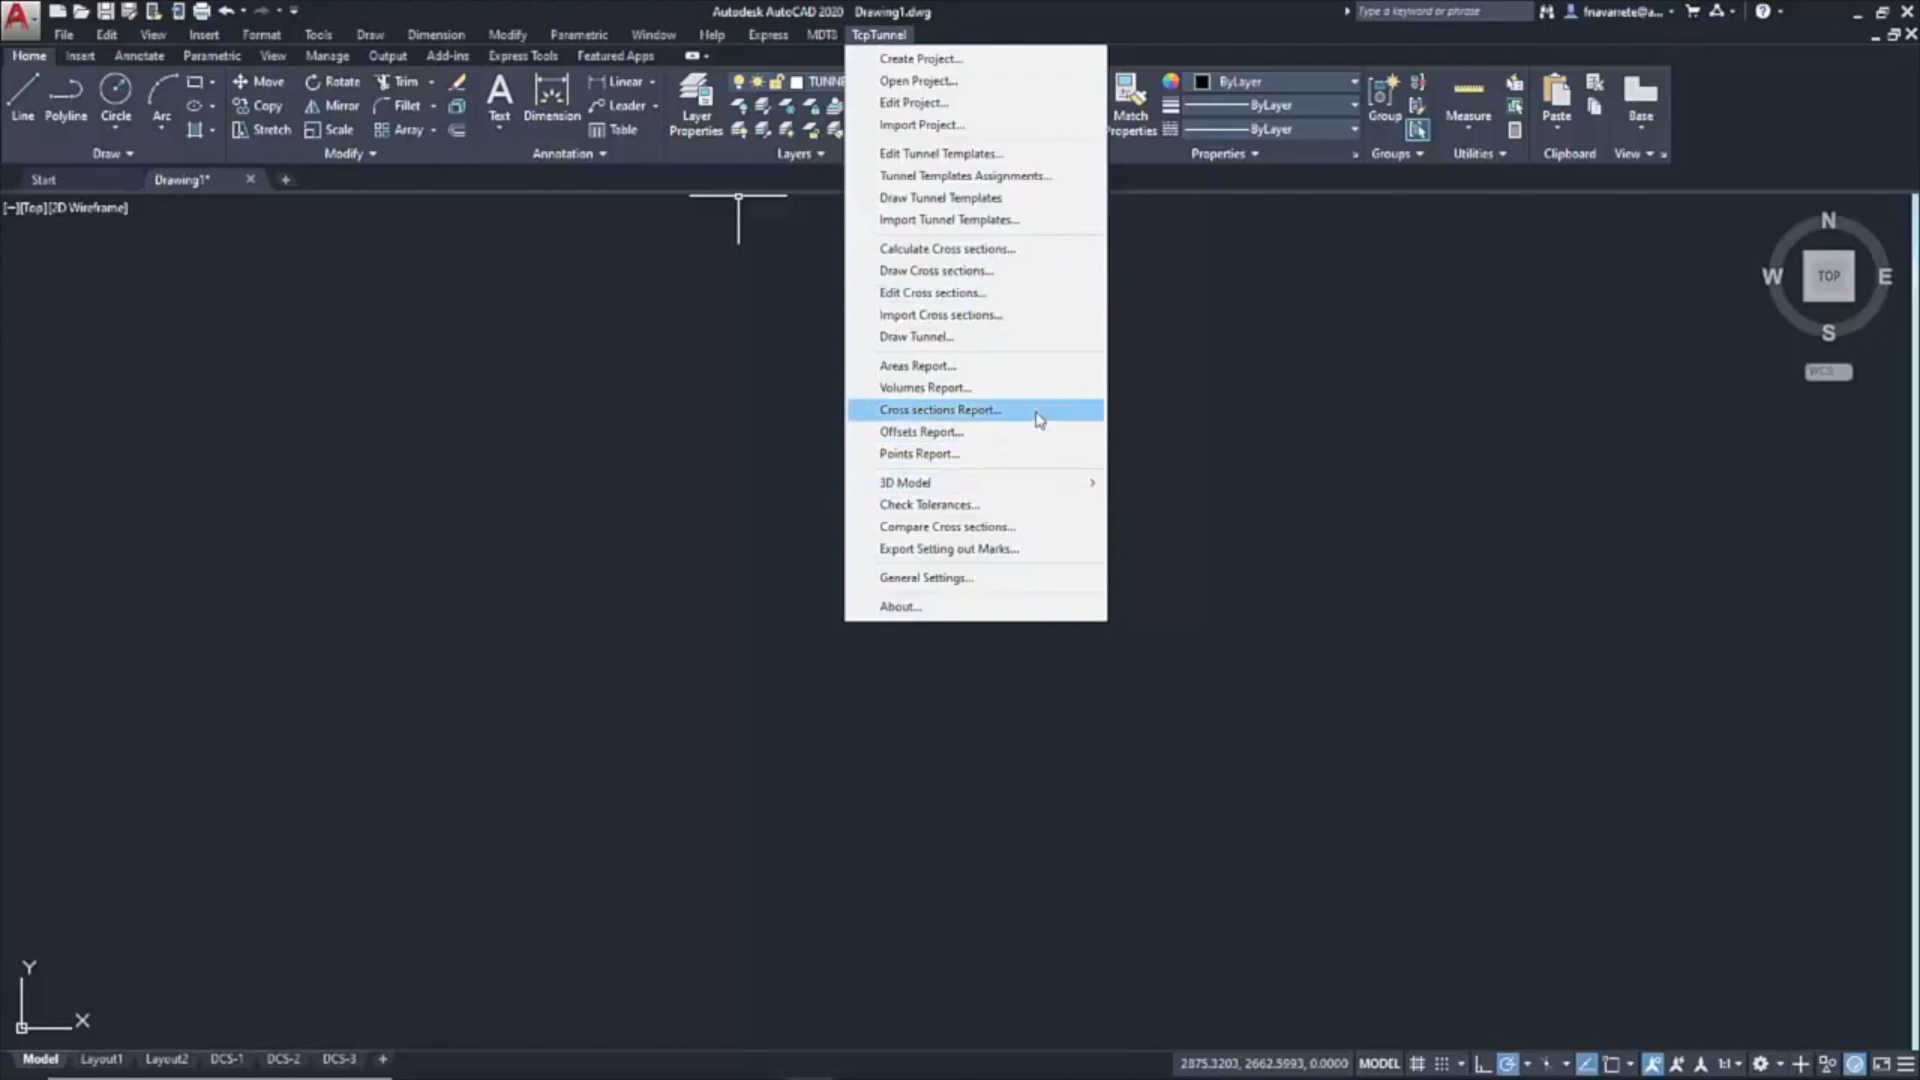 Autodesk AutoCAD 2020 Drawing1.dwg
Type a keyword or phrase
fnavarrete@a...
File Edit View Insert Format Tools Draw Dimension Modify Parametric Window Help Express MDT8 TcpTunnel
Home Insert Annotate Parametric View Manage Output Add-ins Express Tools Featured Apps
Line Polyline Circle Arc
Draw
Move Rotate Trim
Copy Mirror Fillet
Stretch Scale Array
Modify
Text Dimension
Linear
Leader
Table
Annotation
Layer
Properties
Layers
Match
Properties
ByLayer
ByLayer
ByLayer
Properties
Group
Groups
Measure
Utilities
Paste
Clipboard
Base
View
Start Drawing1*
[−][Top][2D Wireframe]
Create Project...
Open Project...
Edit Project...
Import Project...
Edit Tunnel Templates...
Tunnel Templates Assignments...
Draw Tunnel Templates
Import Tunnel Templates...
Calculate Cross sections...
Draw Cross sections...
Edit Cross sections...
Import Cross sections...
Draw Tunnel...
Areas Report...
Volumes Report...
Cross sections Report...
Offsets Report...
Points Report...
3D Model
Check Tolerances...
Compare Cross sections...
Export Setting out Marks...
General Settings...
About...
N
W TOP E
S
WCS
Y
X
Model Layout1 Layout2 DCS-1 DCS-2 DCS-3 +
2875.3203, 2662.5993, 0.0000 MODEL 1:1